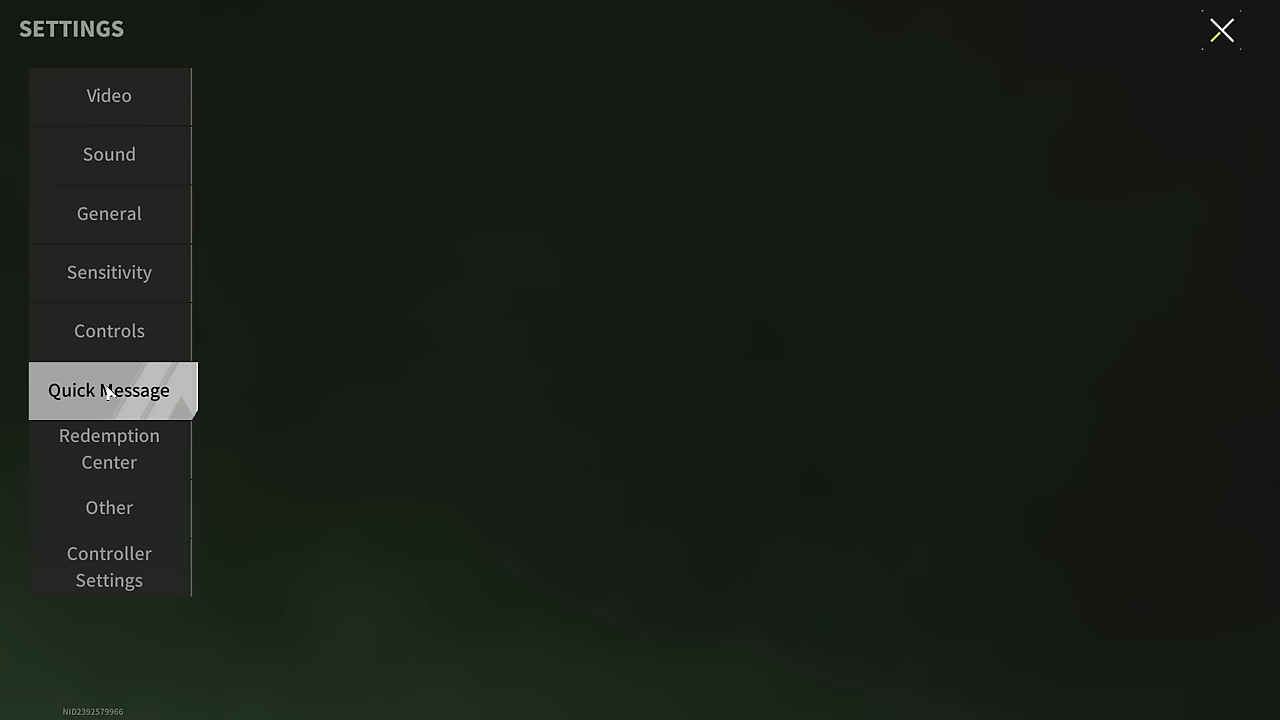 SETTINGS
Video
Sound
General
Sensitivity
Controls
Quick Message
Redemption
Center
Other
Controller
Settings
NID2392579966